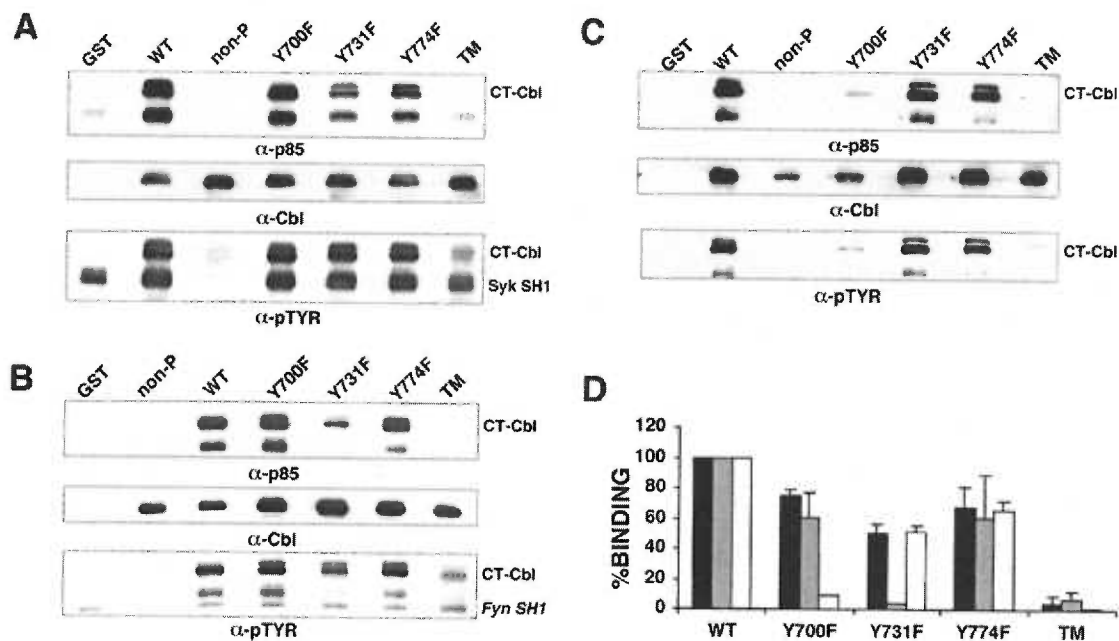 A
GST WT non-P Y700F Y731F Y774F TM
CT-Cbl
α-p85
α-Cbl
CT-Cbl
Syk SH1
α-pTYR
B
GST non-P WT Y700F Y731F Y774F TM
CT-Cbl
α-p85
α-Cbl
CT-Cbl
Fyn SH1
α-pTYR
C
GST WT non-P Y700F Y731F Y774F TM
CT-Cbl
α-p85
α-Cbl
CT-Cbl
α-pTYR
D
%BINDING
120
100
80
60
40
20
0
WT Y700F Y731F Y774F TM